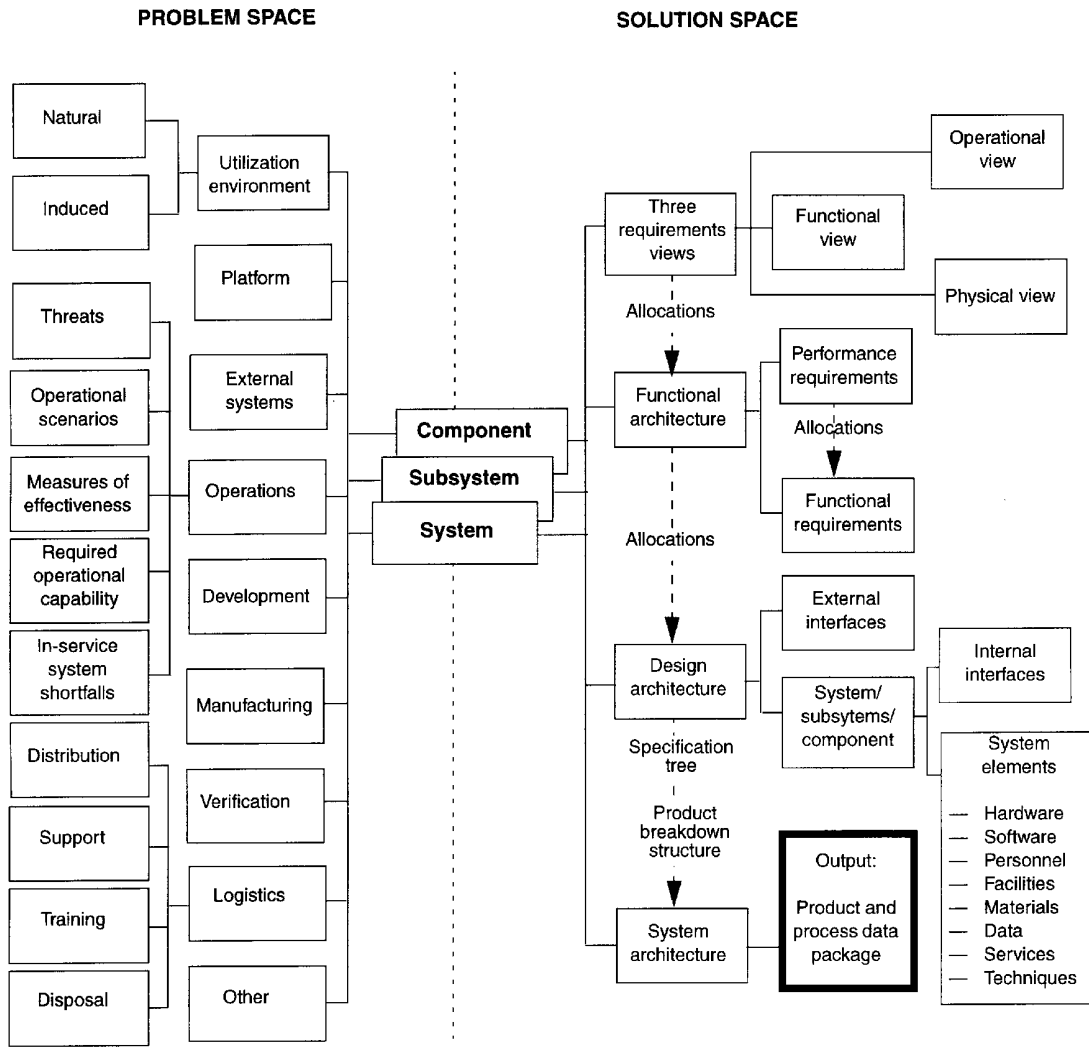 PROBLEM SPACE
SOLUTION SPACE
Natural
Induced
Utilization
environment
Platform
Threats
Operational
scenarios
External
systems
Measures of
effectiveness
Operations
Required
operational
capability
Development
In-service
system
shortfalls
Manufacturing
Distribution
Verification
Support
Logistics
Training
Disposal
Other
Component
Subsystem
System
Three
requirements
views
Operational
view
Functional
view
Physical view
Allocations
Functional
architecture
Performance
requirements
Allocations
Functional
requirements
Allocations
Design
architecture
External
interfaces
System/
subsytems/
component
Internal
interfaces
System
elements
— Hardware
— Software
— Personnel
— Facilities
— Materials
— Data
— Services
— Techniques
Specification
tree
Product
breakdown
structure
System
architecture
Output:
Product and
process data
package